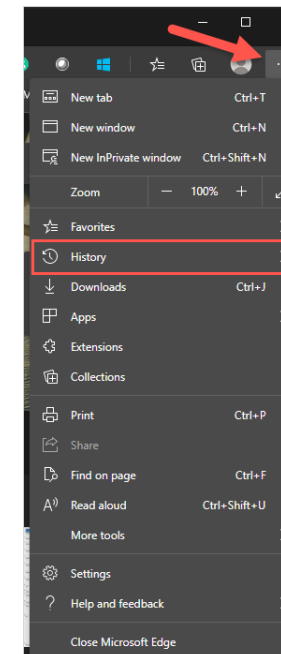 New tab Ctrl+T
New window Ctrl+N
New InPrivate window Ctrl+Shift+N
Zoom — 100% +
Favorites
History
Downloads Ctrl+J
Apps
Extensions
Collections
Print Ctrl+P
Share
Find on page Ctrl+F
Read aloud Ctrl+Shift+U
More tools
Settings
Help and feedback
Close Microsoft Edge